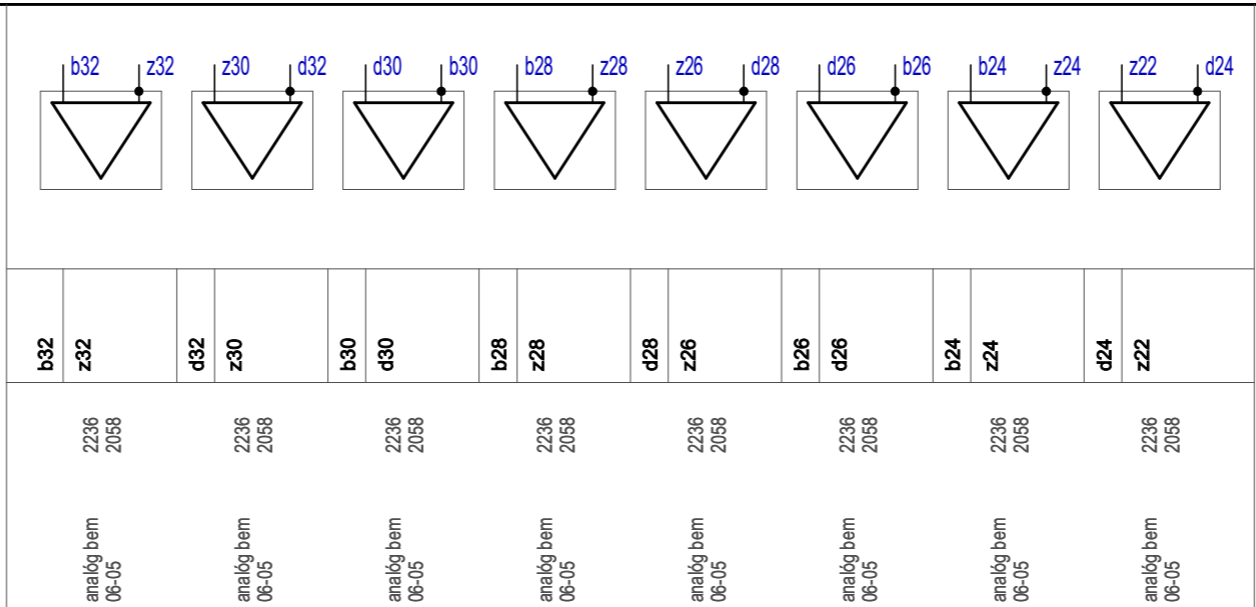 b32 z32 z30 d32 d30 b30 b28 z28 z26 d28 d26 b26 b24 z24 z22 d24
b32
z32
d32
z30
b30
d30
b28
z28
d28
z26
b26
d26
b24
z24
d24
z22
2236
2058
2236
2058
2236
2058
2236
2058
2236
2058
2236
2058
2236
2058
2236
2058
analóg bem
06-05
analóg bem
06-05
analóg bem
06-05
analóg bem
06-05
analóg bem
06-05
analóg bem
06-05
analóg bem
06-05
analóg bem
06-05